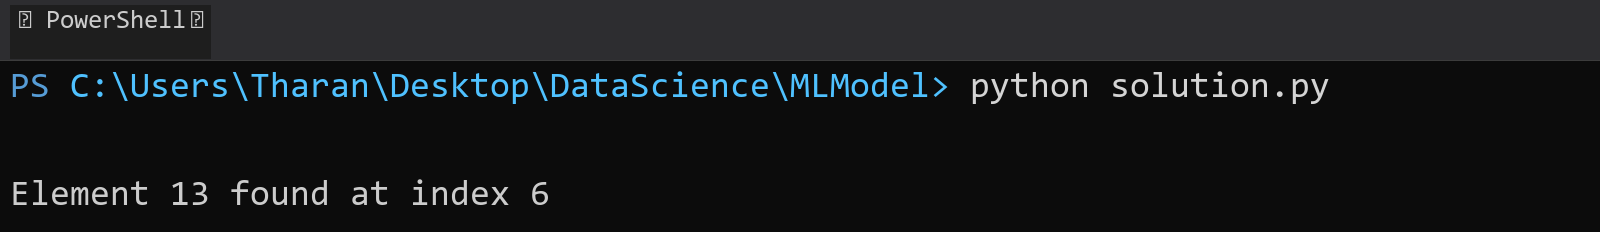 PowerShell
PS C:\Users\Tharan\Desktop\DataScience\MLModel> python solution.py
Element 13 found at index 6